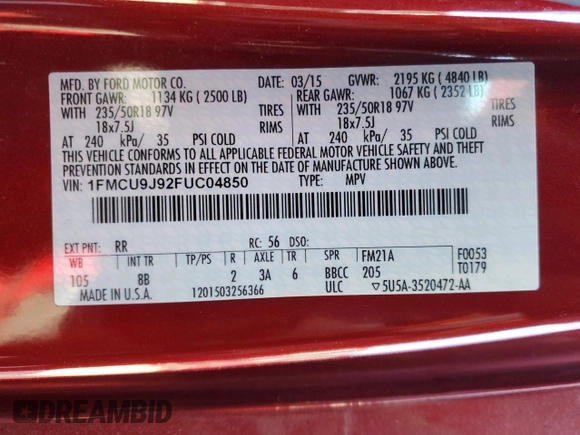 MFD. BY FORD MOTOR CO. DATE: 03/15 GVWR: 2195 KG ( 4840 LB)
FRONT GAWR: 1134 KG ( 2500 LB) REAR GAWR: 1067 KG ( 2352 LB)
WITH 235/50R18 97V TIRES WITH 235/50R18 97V TIRES
18x7.5J RIMS 18x7.5J RIMS
AT 240 kPa/ 35 PSI COLD AT 240 kPa/ 35 PSI COLD
THIS VEHICLE CONFORMS TO ALL APPLICABLE FEDERAL MOTOR VEHICLE SAFETY AND THEFT PREVENTION
STANDARDS IN EFFECT ON THE DATE OF MANUFACTURE SHOWN ABOVE.
VIN: 1FMCU9J92FUC04850 TYPE: MPV
EXT PNT: RR RC: 56 DSO:
WB INT TR TP/PS R AXLE TR SPR FM21A F0053
105 8B 2 3A 6 BBCC 205 T0179
MADE IN U.S.A. 1201503256366 ULC ▽5U5A-3520472-AA
DREAMBID